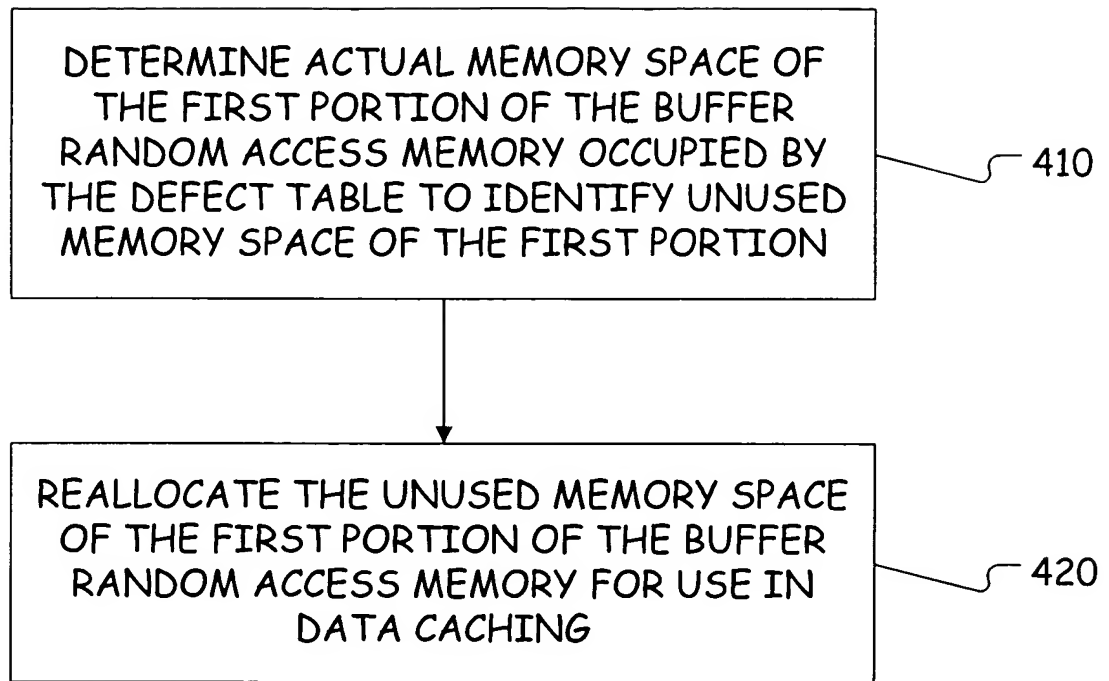 DETERMINE ACTUAL MEMORY SPACE OF
THE FIRST PORTION OF THE BUFFER
RANDOM ACCESS MEMORY OCCUPIED BY
THE DEFECT TABLE TO IDENTIFY UNUSED
MEMORY SPACE OF THE FIRST PORTION
410
REALLOCATE THE UNUSED MEMORY SPACE
OF THE FIRST PORTION OF THE BUFFER
RANDOM ACCESS MEMORY FOR USE IN
DATA CACHING
420